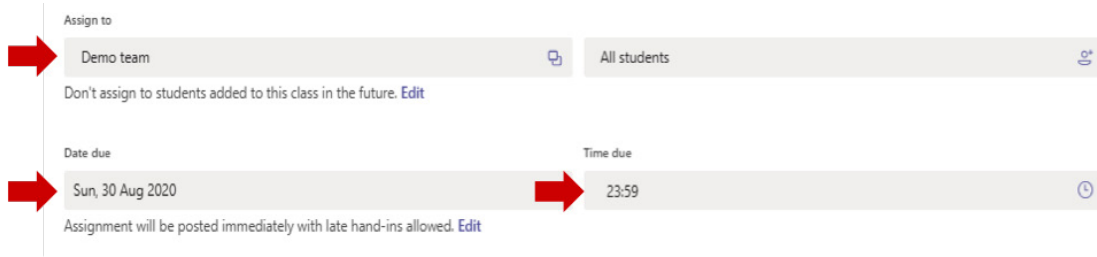 Assign to
Demo team All students
Don't assign to students added to this class in the future. Edit
Date due Time due
Sun, 30 Aug 2020 23:59
Assignment will be posted immediately with late hand-ins allowed. Edit